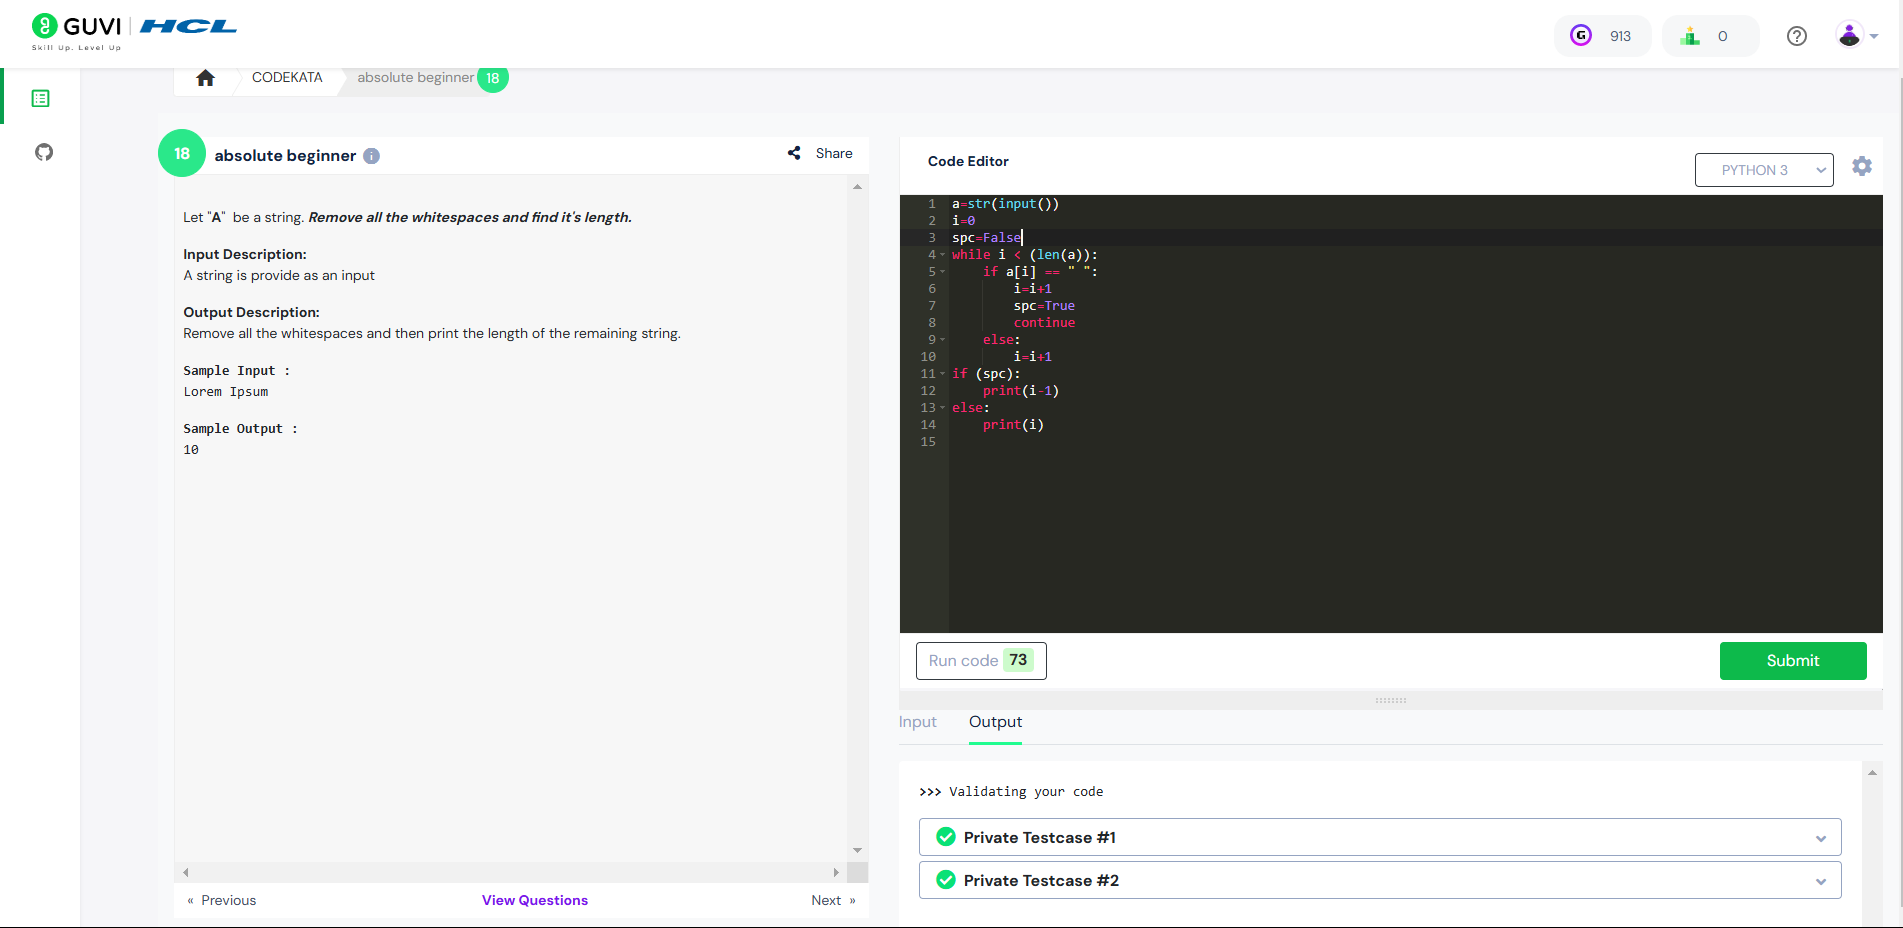 GUVI | HCL
Skill Up. Level Up
G 913
0
CODEKATA
absolute beginner 18
18 absolute beginner
Share
Let "A" be a string. Remove all the whitespaces and find it's length.
Input Description:
A string is provide as an input
Output Description:
Remove all the whitespaces and then print the length of the remaining string.
Sample Input :
Lorem Ipsum
Sample Output :
10
« Previous
View Questions
Next »
Code Editor
PYTHON 3
1 a=str(input())
2 i=0
3 spc=False
4 while i < (len(a)):
5     if a[i] == " ":
6         i=i+1
7         spc=True
8         continue
9     else:
10         i=i+1
11 if (spc):
12     print(i-1)
13 else:
14     print(i)
15
Run code 73
Submit
Input Output
>>> Validating your code
Private Testcase #1
Private Testcase #2